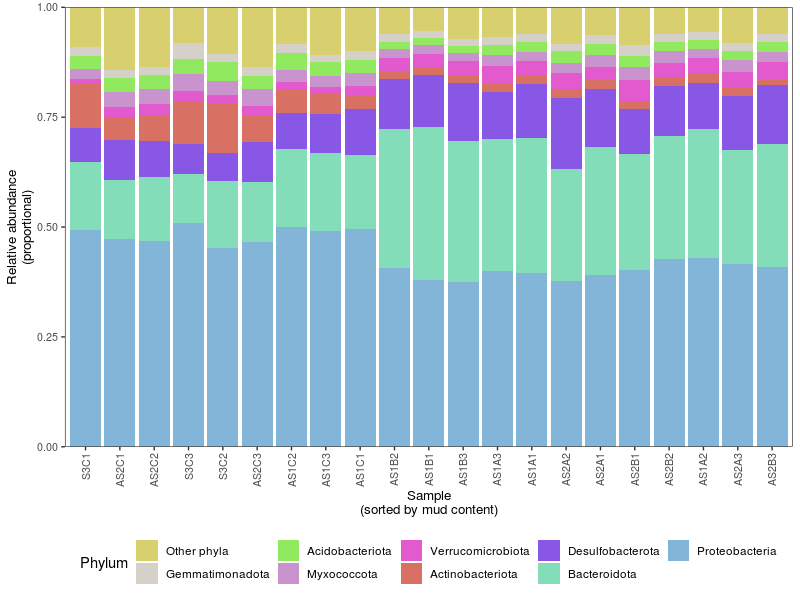 1.00
0.75
0.50
0.25
0.00
Relative abundance
(proportional)
S3C1
AS2C1
AS2C2
S3C3
S3C2
AS2C3
AS1C2
AS1C3
AS1C1
AS1B2
AS1B1
AS1B3
AS1A3
AS1A1
AS2A2
AS2A1
AS2B1
AS2B2
AS1A2
AS2A3
AS2B3
Sample
(sorted by mud content)
Phylum
Other phyla
Gemmatimonadota
Acidobacteriota
Myxococcota
Verrucomicrobiota
Actinobacteriota
Desulfobacterota
Bacteroidota
Proteobacteria